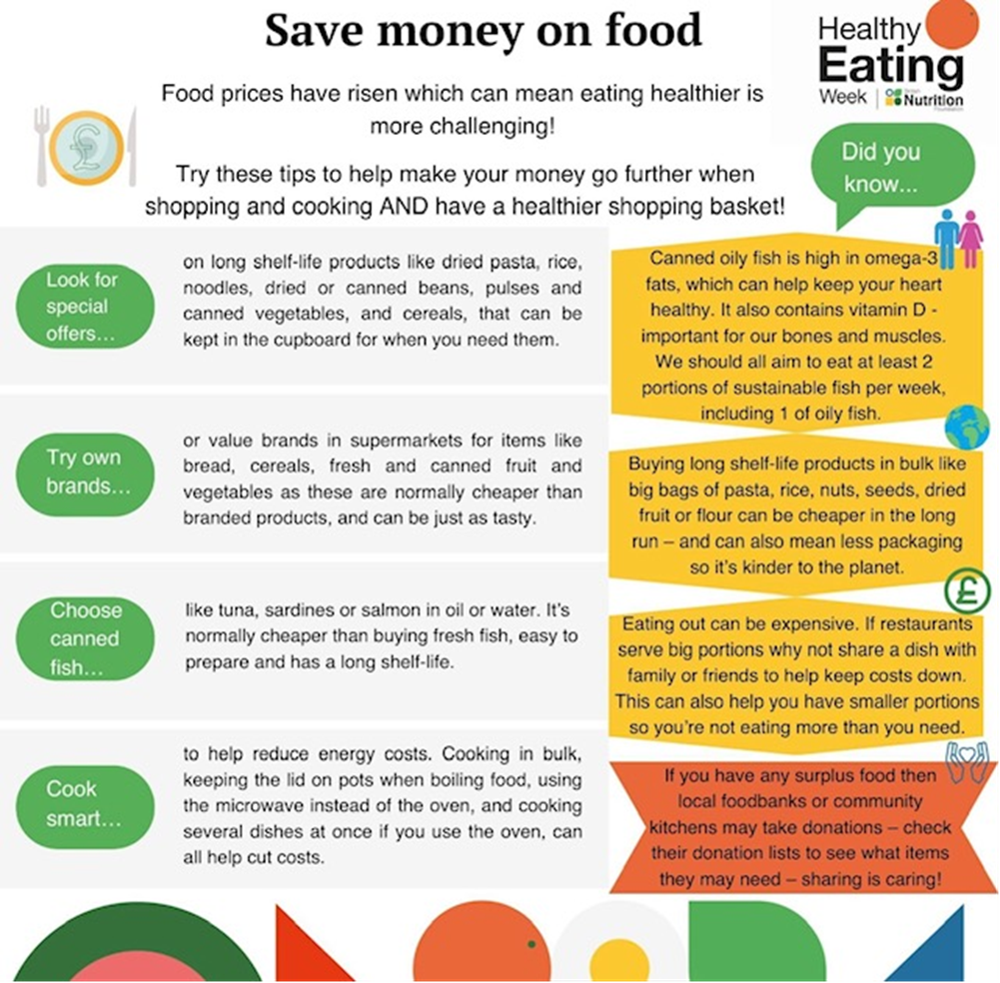 Save money on food
Healthy
Eating
Week
Nutrition
Food prices have risen which can mean eating healthier is
more challenging!
Try these tips to help make your money go further when
shopping and cooking AND have a healthier shopping basket!
£
Did you
know...
Look for
special
offers...
on long shelf-life products like dried pasta, rice,
noodles, dried or canned beans, pulses and
canned vegetables, and cereals, that can be
kept in the cupboard for when you need them.
Try own
brands...
or value brands in supermarkets for items like
bread, cereals, fresh and canned fruit and
vegetables as these are normally cheaper than
branded products, and can be just as tasty.
Choose
canned
fish...
like tuna, sardines or salmon in oil or water. It's
normally cheaper than buying fresh fish, easy to
prepare and has a long shelf-life.
Cook
smart...
to help reduce energy costs. Cooking in bulk,
keeping the lid on pots when boiling food, using
the microwave instead of the oven, and cooking
several dishes at once if you use the oven, can
all help cut costs.
Canned oily fish is high in omega-3
fats, which can help keep your heart
healthy. It also contains vitamin D -
important for our bones and muscles.
We should all aim to eat at least 2
portions of sustainable fish per week,
including 1 of oily fish.
Buying long shelf-life products in bulk like
big bags of pasta, rice, nuts, seeds, dried
fruit or flour can be cheaper in the long
run – and can also mean less packaging
so it's kinder to the planet.
£
Eating out can be expensive. If restaurants
serve big portions why not share a dish with
family or friends to help keep costs down.
This can also help you have smaller portions
so you're not eating more than you need.
If you have any surplus food then
local foodbanks or community
kitchens may take donations – check
their donation lists to see what items
they may need – sharing is caring!